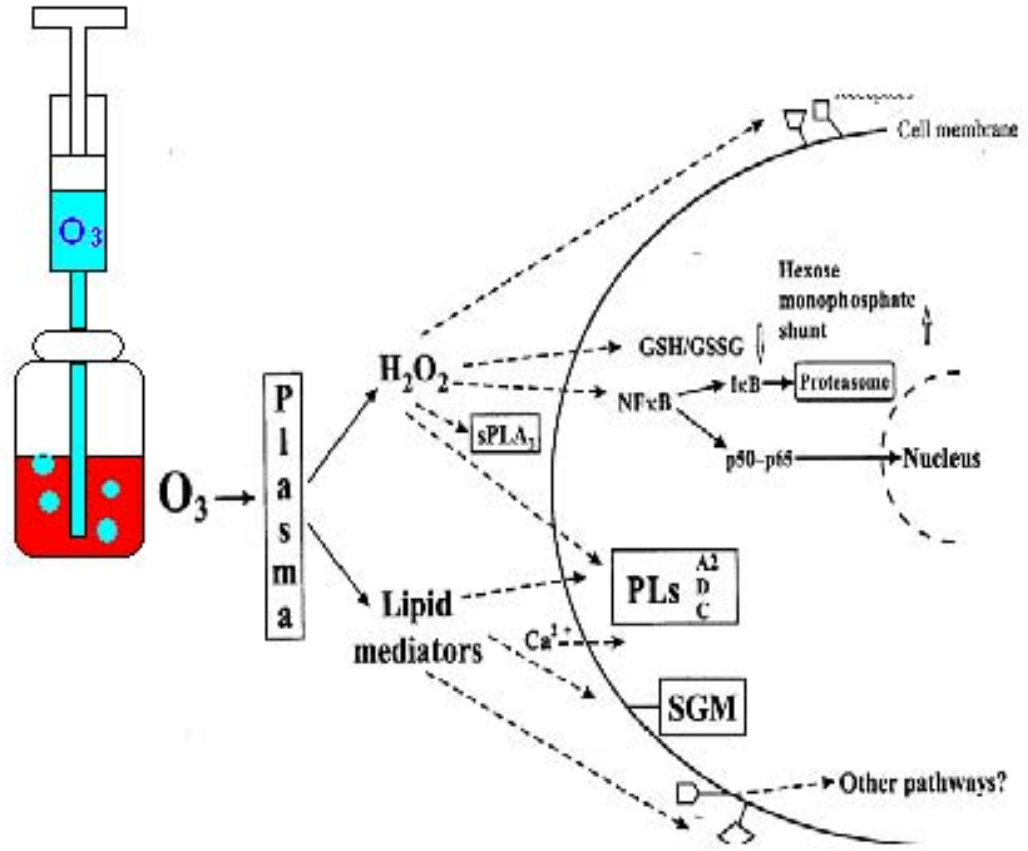 Cell membrane
O3
Hexose
monophosphate
shunt
GSH/GSSG
H2O2
IκB
Proteasome
NFκB
P
l
a
s
m
a
sPLA2
p50–p65
Nucleus
O3
PLs
A2
D
C
Lipid
mediators
Ca2+
SGM
Other pathways?